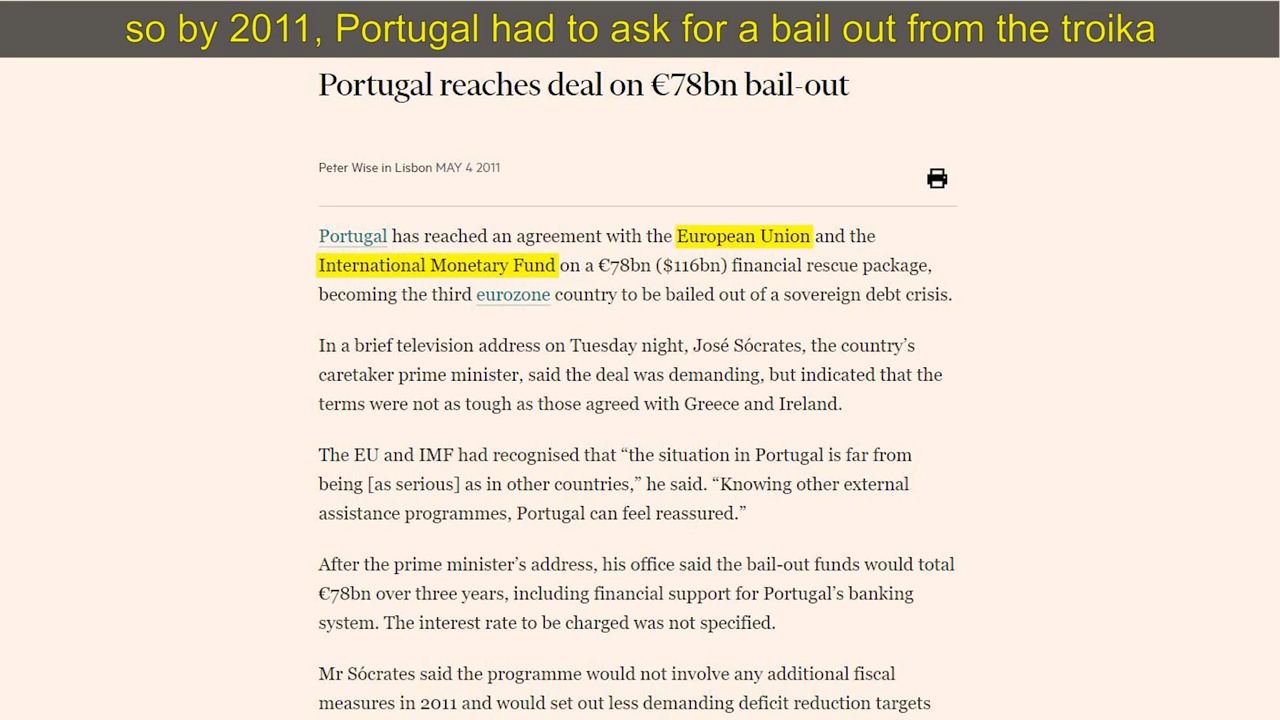 so by 2011, Portugal had to ask for a bail out from the troika
Portugal reaches deal on €78bn bail-out
Peter Wise in Lisbon MAY 4 2011
Portugal has reached an agreement with the European Union and the
International Monetary Fund on a €78bn ($116bn) financial rescue package,
becoming the third eurozone country to be bailed out of a sovereign debt crisis.
In a brief television address on Tuesday night, José Sócrates, the country’s
caretaker prime minister, said the deal was demanding, but indicated that the
terms were not as tough as those agreed with Greece and Ireland.
The EU and IMF had recognised that “the situation in Portugal is far from
being [as serious] as in other countries,” he said. “Knowing other external
assistance programmes, Portugal can feel reassured.”
After the prime minister’s address, his office said the bail-out funds would total
€78bn over three years, including financial support for Portugal’s banking
system. The interest rate to be charged was not specified.
Mr Sócrates said the programme would not involve any additional fiscal
measures in 2011 and would set out less demanding deficit reduction targets